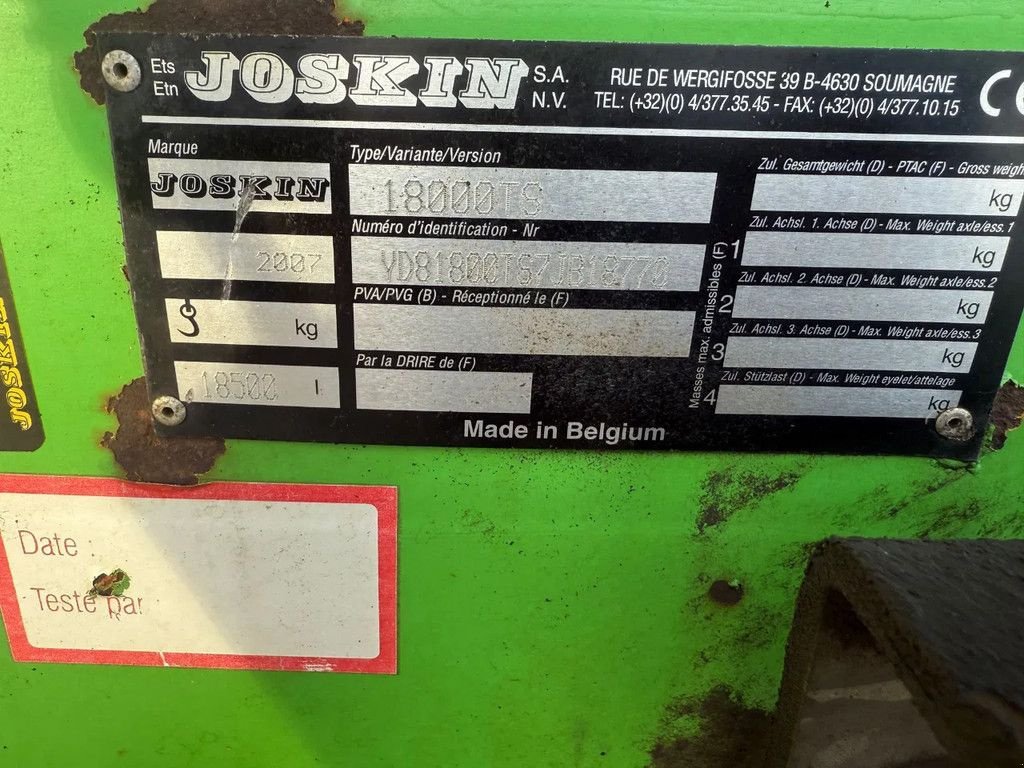 Ets JOSKIN S.A.
Etn N.V.
RUE DE WERGIFOSSE 39 B-4630 SOUMAGNE
TEL: (+32)(0) 4/377.35.45 - FAX: (+32)(0) 4/377.10.15
CE
Marque
JOSKIN
2007
kg
18500 l
Type/Variante/Version
18000TS
Numéro d'identification - Nr
YD81800TS7JB18770
PVA/PVG (B) - Réceptionné le (F)
Par la DRIRE de (F)
Zul. Gesamtgewicht (D) - PTAC (F) - Gross weight
kg
Masses max. admissibles (F)
Zul. Achsl. 1. Achse (D) - Max. Weight axle/ess.1
1 kg
Zul. Achsl. 2. Achse (D) - Max. Weight axle/ess.2
2 kg
Zul. Achsl. 3. Achse (D) - Max. Weight axle/ess.3
3 kg
Zul. Stützlast (D) - Max. Weight eyelet/attelage
4 kg
Made in Belgium
JOSKIN
Date :
Testé par